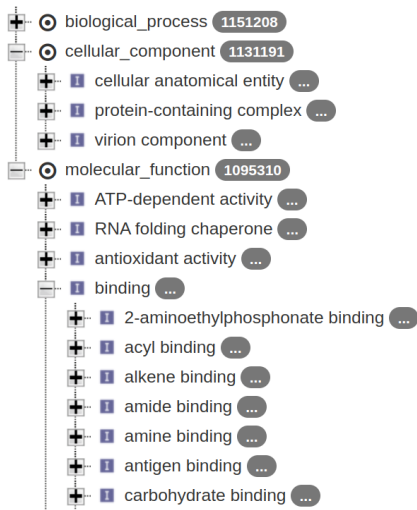 biological_process 1151208
cellular_component 1131191
I cellular anatomical entity ...
I protein-containing complex ...
I virion component ...
molecular_function 1095310
I ATP-dependent activity ...
I RNA folding chaperone ...
I antioxidant activity ...
I binding ...
I 2-aminoethylphosphonate binding ...
I acyl binding ...
I alkene binding ...
I amide binding ...
I amine binding ...
I antigen binding ...
I carbohydrate binding ...